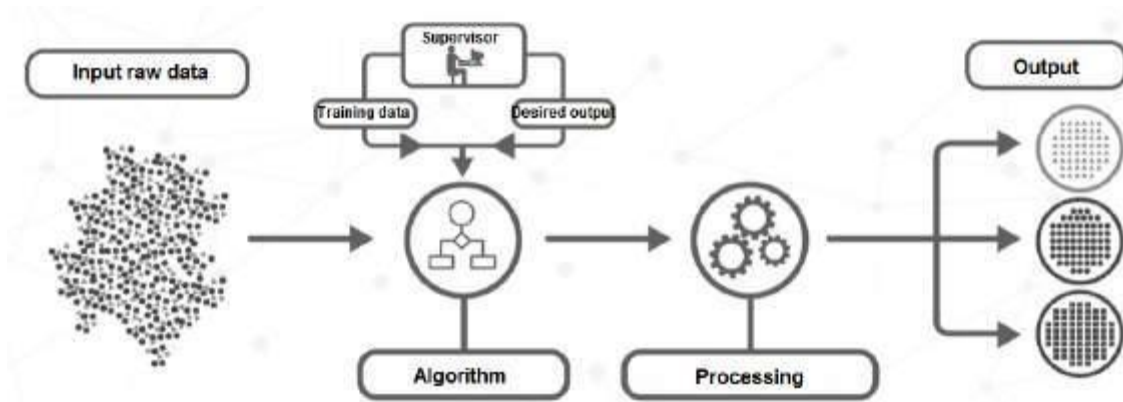 Supervisor
Input raw data
Output
Training data
Desired output
Algorithm
Processing